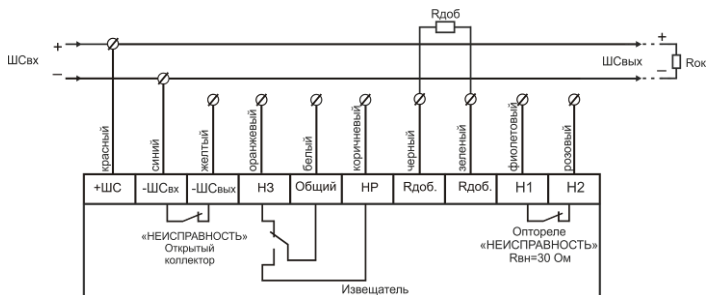 Rдоб
+
+
ШСвх
ШСвых
Rок
–
–
красный
синий
желтый
оранжевый
белый
коричневый
черный
зеленый
фиолетовый
розовый
+ШС
-ШСвх
-ШСвых
НЗ
Общий
НР
Rдоб.
Rдоб.
Н1
Н2
«НЕИСПРАВНОСТЬ»
Открытый
коллектор
Оптореле
«НЕИСПРАВНОСТЬ»
Rвн=30 Ом
Извещатель